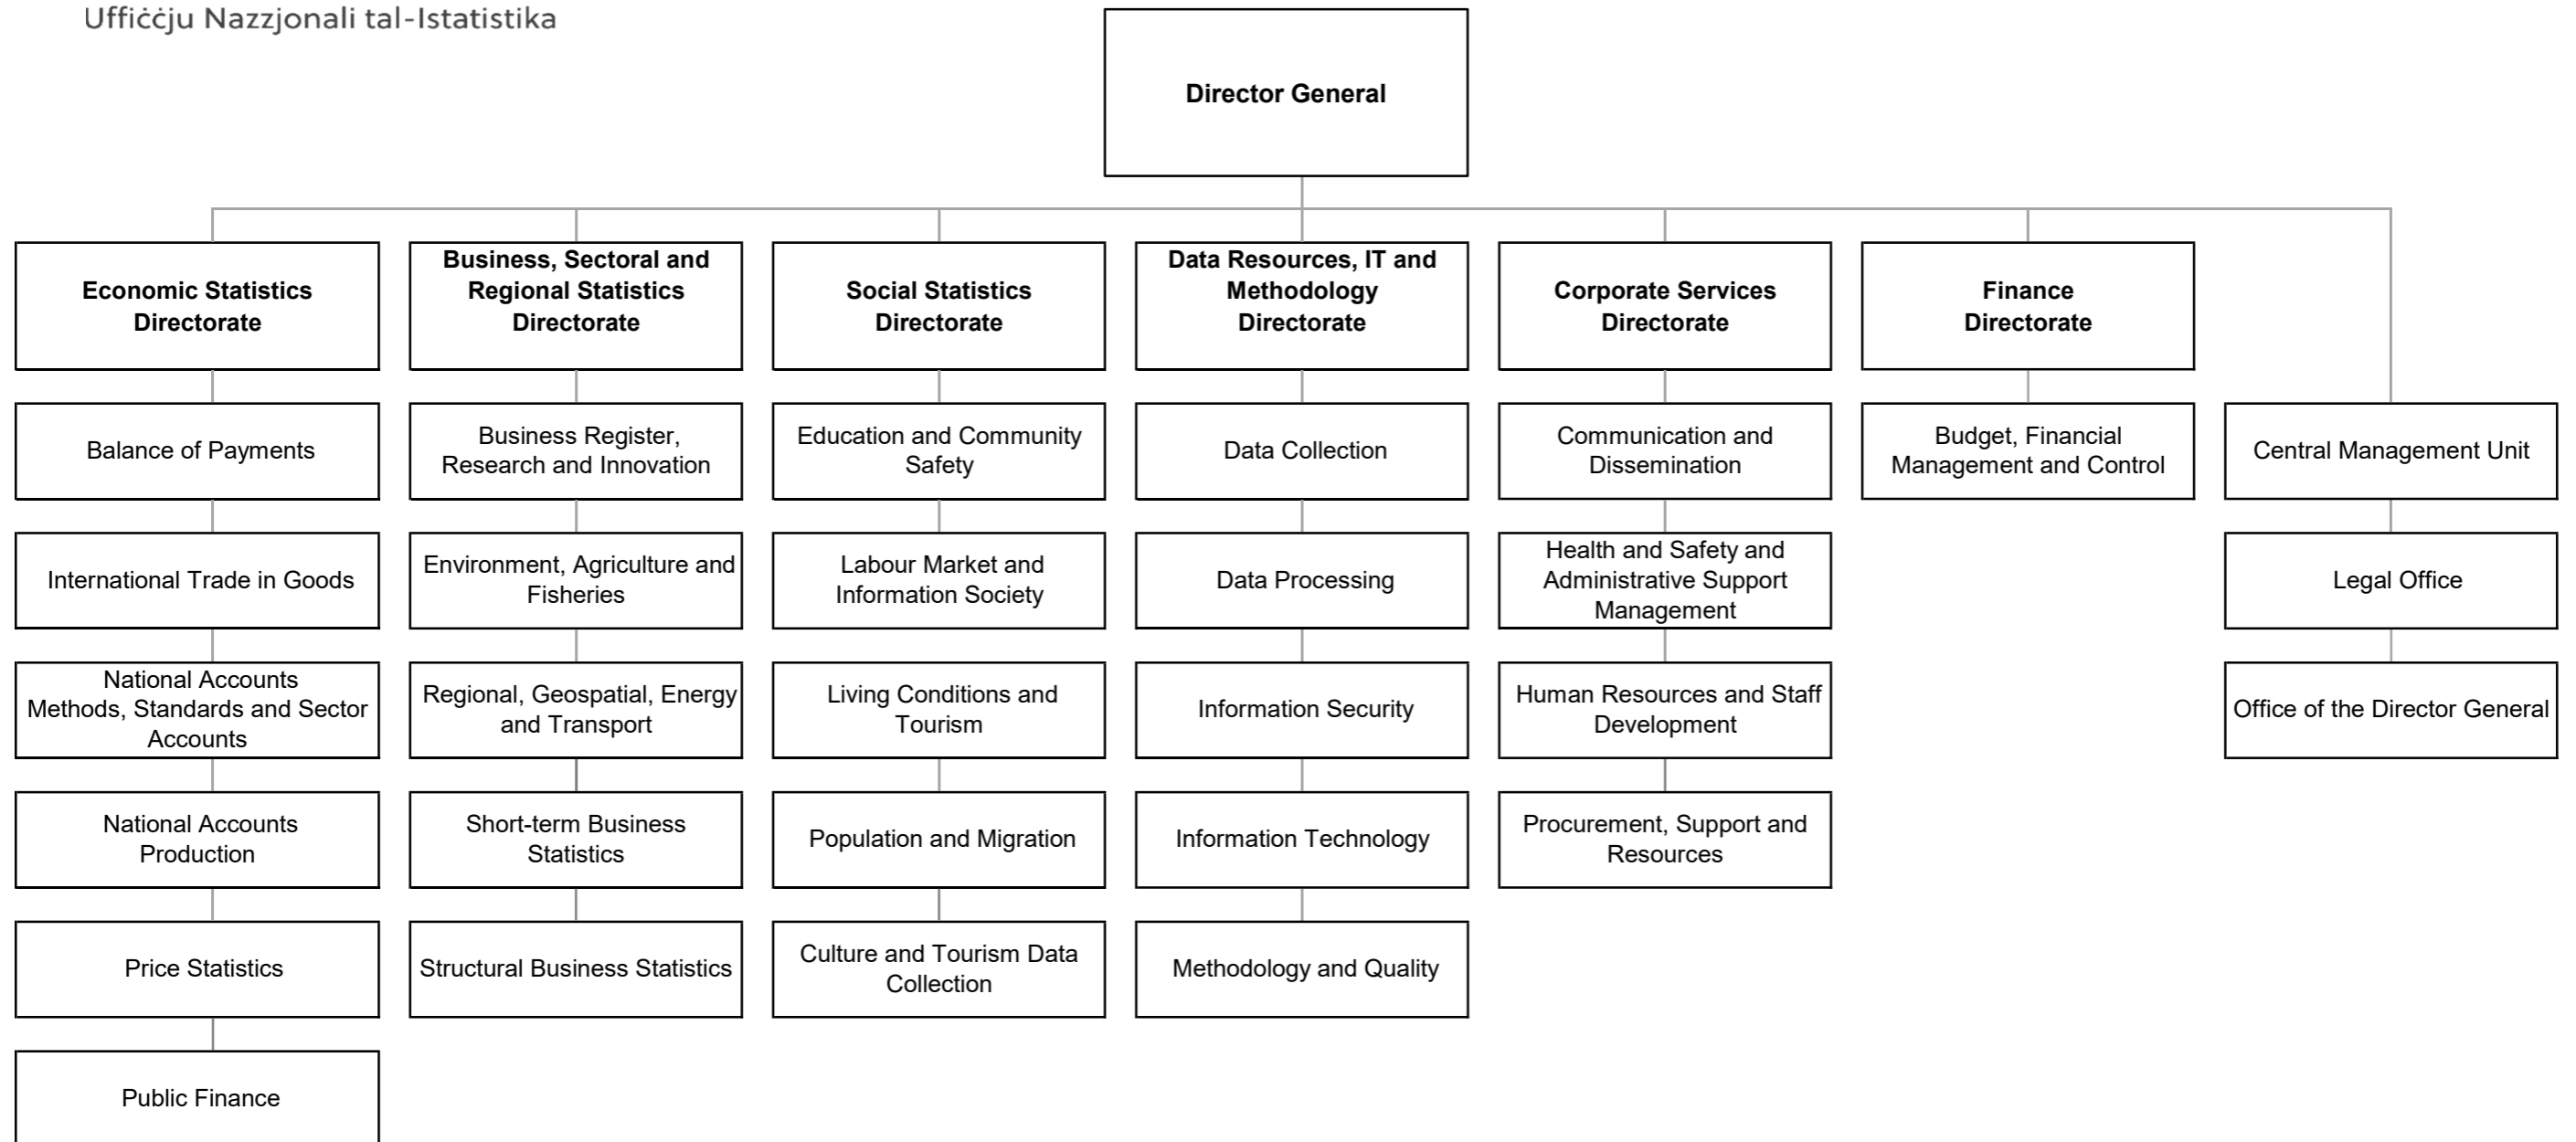 Uffiċċju Nazzjonali tal-Istatistika
Director General
Economic Statistics
Directorate
Business, Sectoral and
Regional Statistics
Directorate
Social Statistics
Directorate
Data Resources, IT and
Methodology
Directorate
Corporate Services
Directorate
Finance
Directorate
Balance of Payments
Business Register,
Research and Innovation
Education and Community
Safety
Data Collection
Communication and
Dissemination
Budget, Financial
Management and Control
Central Management Unit
International Trade in Goods
Environment, Agriculture and
Fisheries
Labour Market and
Information Society
Data Processing
Health and Safety and
Administrative Support
Management
Legal Office
National Accounts
Methods, Standards and Sector
Accounts
Regional, Geospatial, Energy
and Transport
Living Conditions and
Tourism
Information Security
Human Resources and Staff
Development
Office of the Director General
National Accounts
Production
Short-term Business
Statistics
Population and Migration
Information Technology
Procurement, Support and
Resources
Price Statistics
Structural Business Statistics
Culture and Tourism Data
Collection
Methodology and Quality
Public Finance